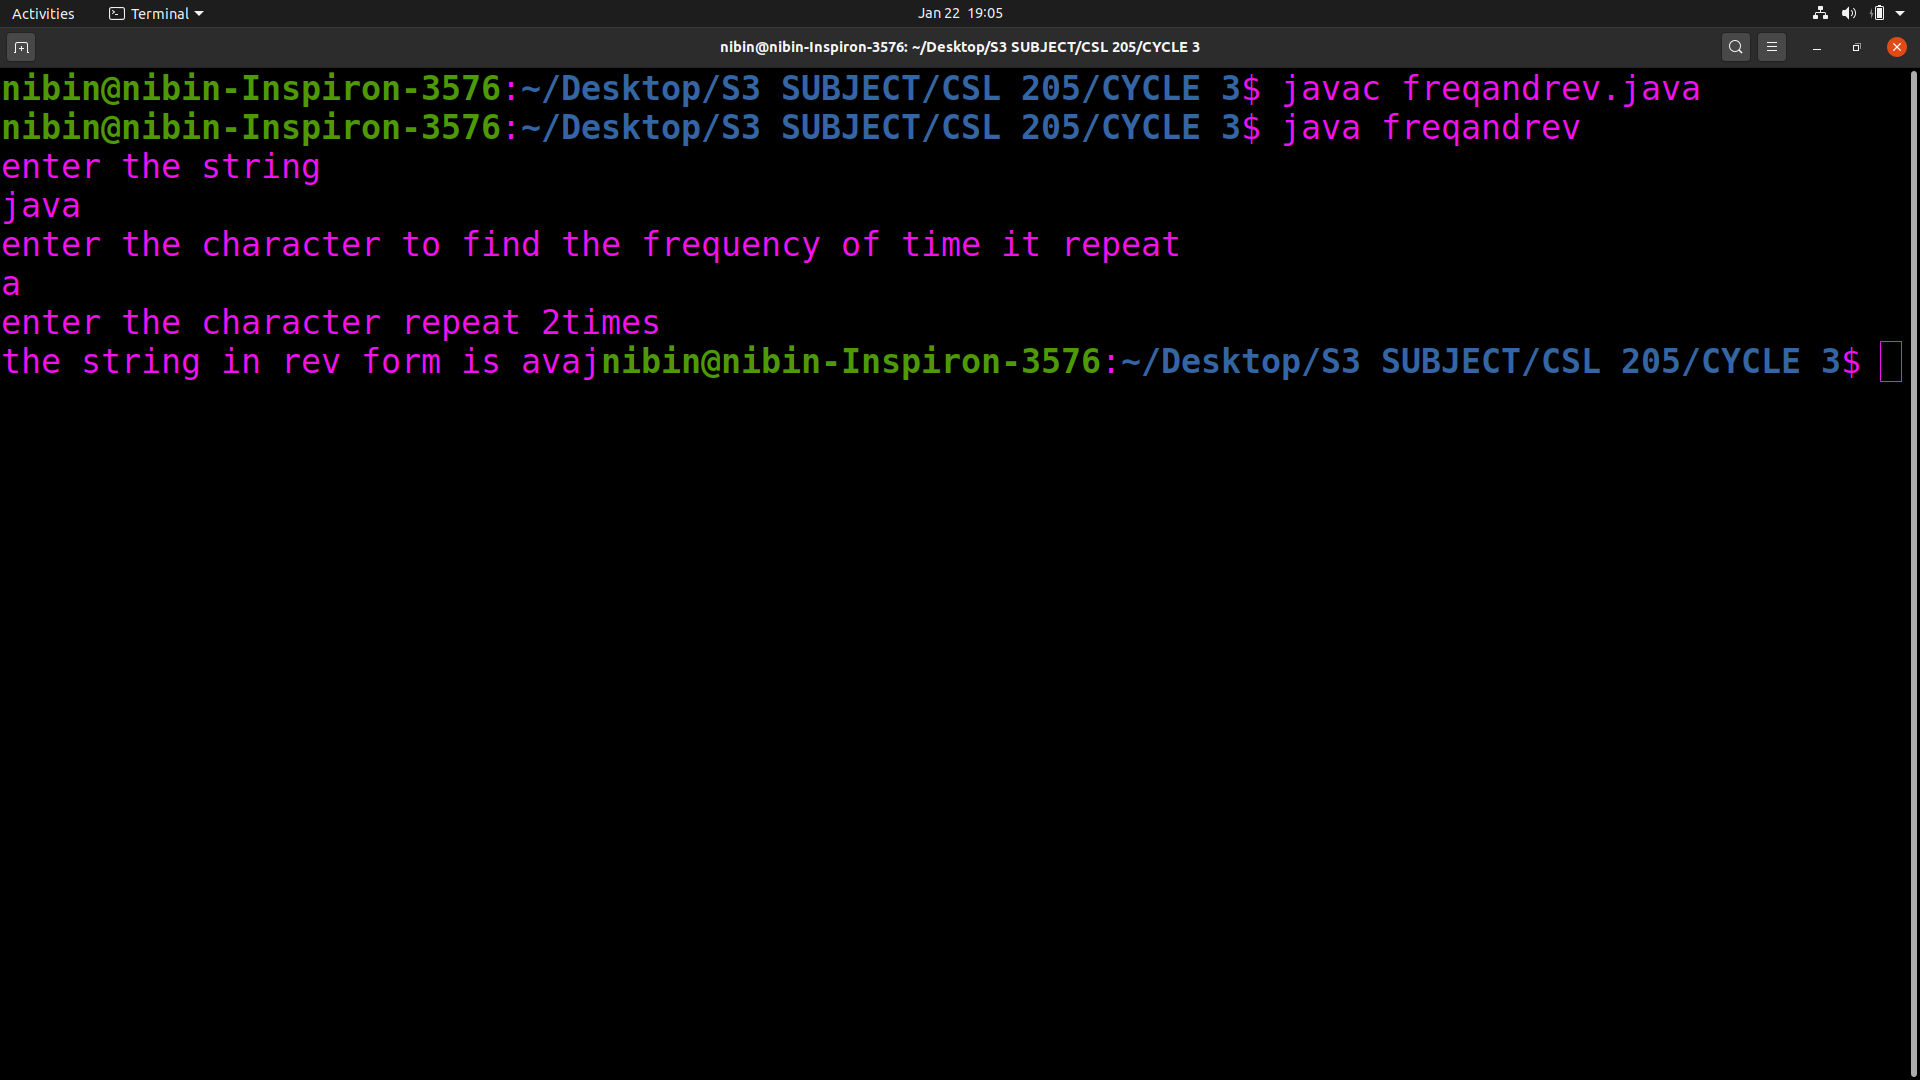 Activities Terminal Jan 22 19:05
nibin@nibin-Inspiron-3576: ~/Desktop/S3 SUBJECT/CSL 205/CYCLE 3
nibin@nibin-Inspiron-3576:~/Desktop/S3 SUBJECT/CSL 205/CYCLE 3$ javac freqandrev.java
nibin@nibin-Inspiron-3576:~/Desktop/S3 SUBJECT/CSL 205/CYCLE 3$ java freqandrev
enter the string
java
enter the character to find the frequency of time it repeat
a
enter the character repeat 2times
the string in rev form is avajnibin@nibin-Inspiron-3576:~/Desktop/S3 SUBJECT/CSL 205/CYCLE 3$